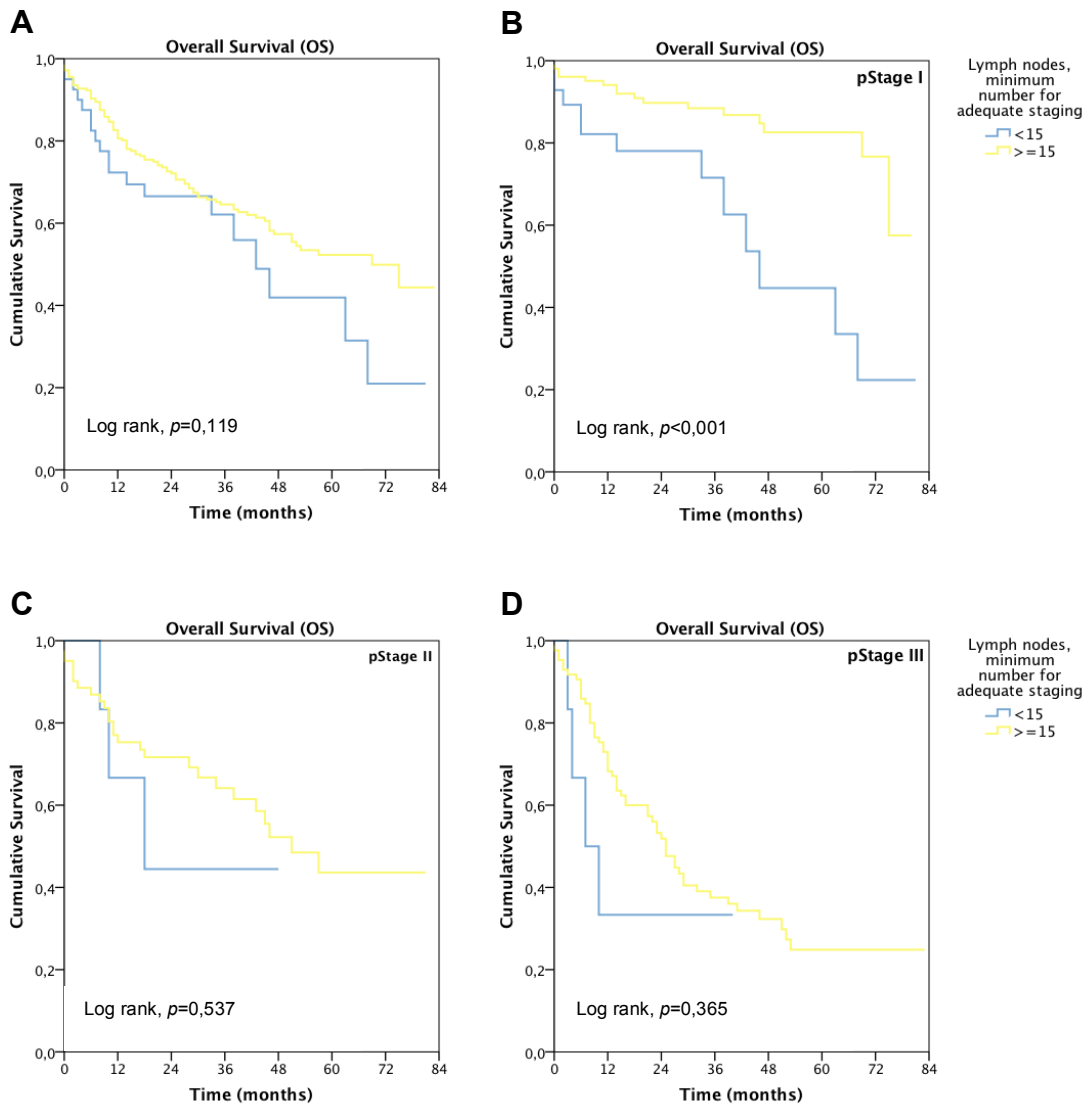 A
Overall Survival (OS)
Cumulative Survival
1,0
0,8
0,6
0,4
0,2
0,0
Log rank, p=0,119
0 12 24 36 48 60 72 84
Time (months)
B
Overall Survival (OS)
pStage I
Cumulative Survival
1,0
0,8
0,6
0,4
0,2
0,0
Log rank, p<0,001
0 12 24 36 48 60 72 84
Time (months)
Lymph nodes,
minimum
number for
adequate staging
<15
>=15
C
Overall Survival (OS)
pStage II
Cumulative Survival
1,0
0,8
0,6
0,4
0,2
0,0
Log rank, p=0,537
0 12 24 36 48 60 72 84
Time (months)
D
Overall Survival (OS)
pStage III
Cumulative Survival
1,0
0,8
0,6
0,4
0,2
0,0
Log rank, p=0,365
0 12 24 36 48 60 72 84
Time (months)
Lymph nodes,
minimum
number for
adequate staging
<15
>=15